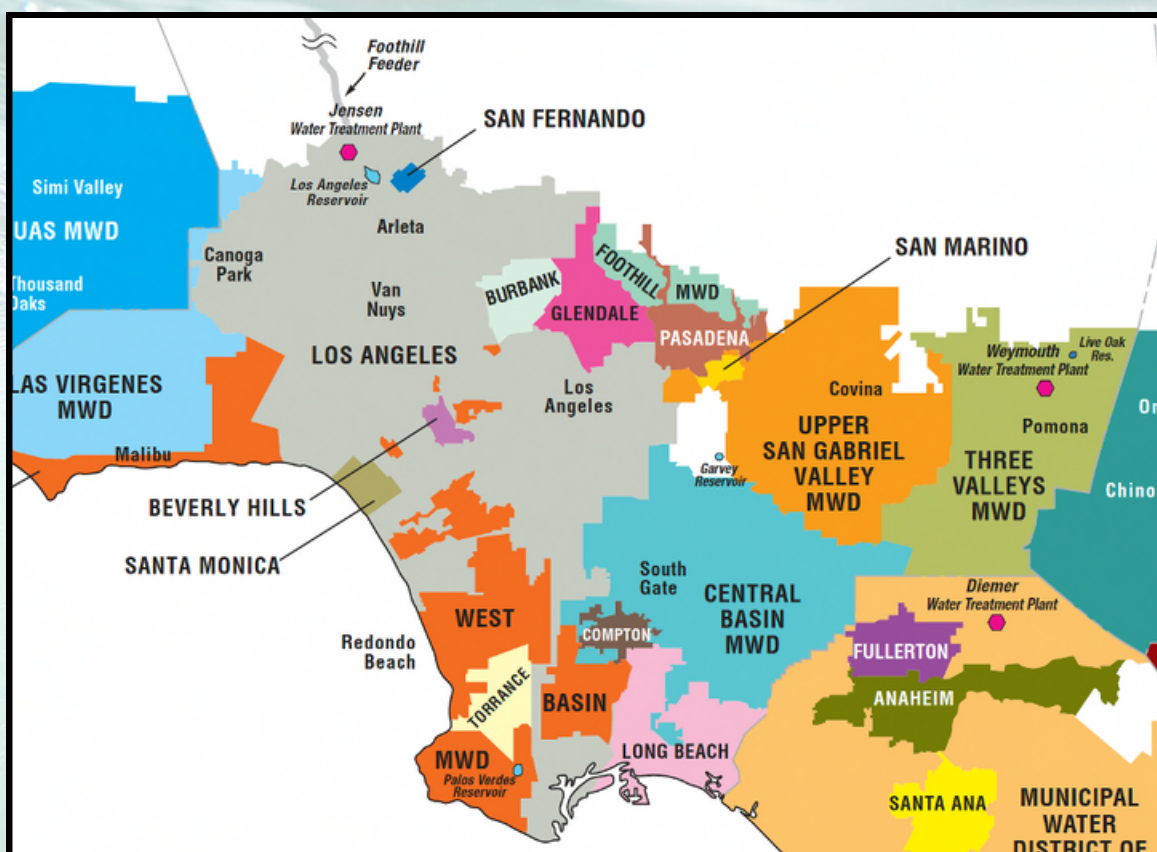 Foothill
Feeder
Jensen
Water Treatment Plant
SAN FERNANDO
Los Angeles
Reservoir
Simi Valley
UAS MWD
Arleta
Canoga
Park
Thousand
Oaks
Van
Nuys
BURBANK
GLENDALE
FOOTHILL
MWD
SAN MARINO
PASADENA
LOS ANGELES
Los
Angeles
LAS VIRGENES
MWD
Malibu
Covina
Weymouth
Water Treatment Plant
Live Oak
Res.
Pomona
UPPER
SAN GABRIEL
VALLEY
MWD
THREE
VALLEYS
MWD
Garvey
Reservoir
Chino
BEVERLY HILLS
SANTA MONICA
South
Gate
CENTRAL
BASIN
MWD
Diemer
Water Treatment Plant
WEST
COMPTON
Redondo
Beach
FULLERTON
TORRANCE
BASIN
ANAHEIM
MWD
Palos Verdes
Reservoir
LONG BEACH
SANTA ANA
MUNICIPAL
WATER
DISTRICT OF